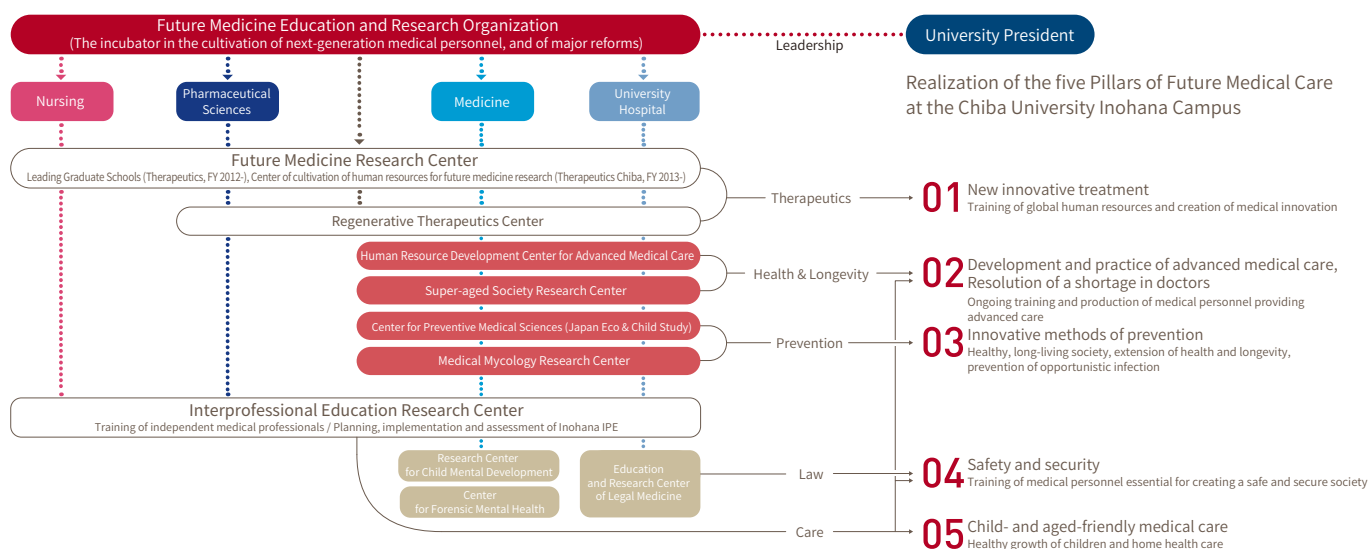 Future Medicine Education and Research Organization
(The incubator in the cultivation of next-generation medical personnel, and of major reforms)
Leadership
University President
Realization of the five Pillars of Future Medical Care
at the Chiba University Inohana Campus
Nursing
Pharmaceutical
Sciences
Medicine
University
Hospital
Future Medicine Research Center
Leading Graduate Schools (Therapeutics, FY 2012-), Center of cultivation of human resources for future medicine research (Therapeutics Chiba, FY 2013-)
Regenerative Therapeutics Center
Therapeutics
01 New innovative treatment
Training of global human resources and creation of medical innovation
Human Resource Development Center for Advanced Medical Care
Super-aged Society Research Center
Health & Longevity
02 Development and practice of advanced medical care,
Resolution of a shortage in doctors
Ongoing training and production of medical personnel providing
advanced care
Center for Preventive Medical Sciences (Japan Eco & Child Study)
Medical Mycology Research Center
Prevention
03 Innovative methods of prevention
Healthy, long-living society, extension of health and longevity,
prevention of opportunistic infection
Interprofessional Education Research Center
Training of independent medical professionals / Planning, implementation and assessment of Inohana IPE
Research Center
for Child Mental Development
Center
for Forensic Mental Health
Education
and Research Center
of Legal Medicine
Law
04 Safety and security
Training of medical personnel essential for creating a safe and secure society
Care
05 Child- and aged-friendly medical care
Healthy growth of children and home health care